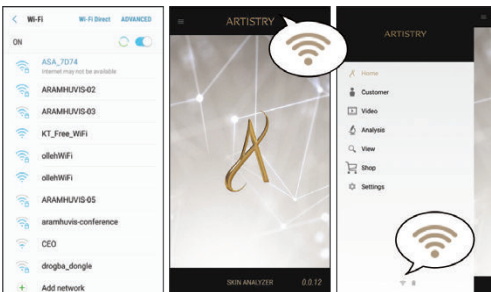 Wi-Fi
Wi-Fi Direct
ADVANCED
ON
ASA_7D74
Internet may not be available
ARAMHUVIS-02
ARAMHUVIS-03
KT_Free_WiFi
ollehWiFi
ollehWiFi
ARAMHUVIS-05
aramhuvis-conference
CEO
drogba_dongle
Add network
ARTISTRY
SKIN ANALYZER
0.0.12
ARTISTRY
Home
Customer
Video
Analysis
View
Shop
Settings